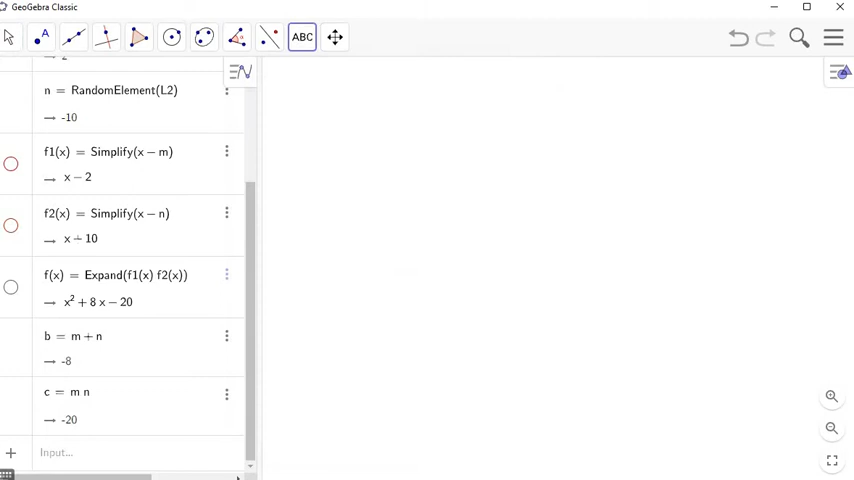 GeoGebra Classic
ABC
n = RandomElement(L2)
→ -10
f1(x) = Simplify(x − m)
→ x − 2
f2(x) = Simplify(x − n)
→ x + 10
f(x) = Expand(f1(x) f2(x))
→ x² + 8 x − 20
b = m + n
→ -8
c = m n
→ -20
Input...